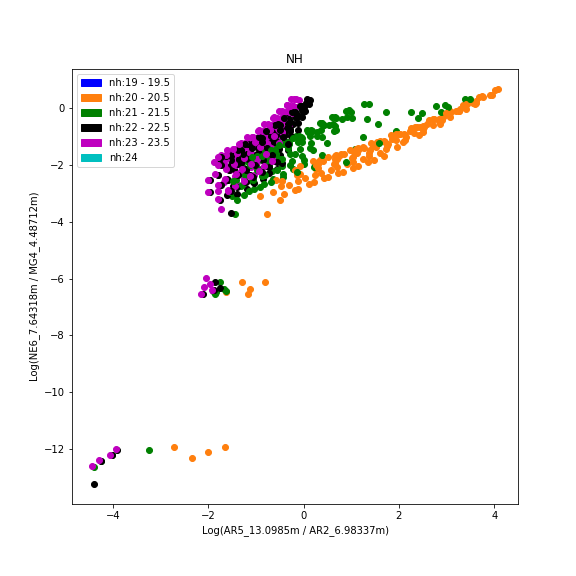 NH
nh:19 - 19.5
nh:20 - 20.5
nh:21 - 21.5
nh:22 - 22.5
nh:23 - 23.5
nh:24
0
−2
−4
−6
−8
−10
−12
Log(NE6_7.64318m / MG4_4.48712m)
−4 −2 0 2 4
Log(AR5_13.0985m / AR2_6.98337m)